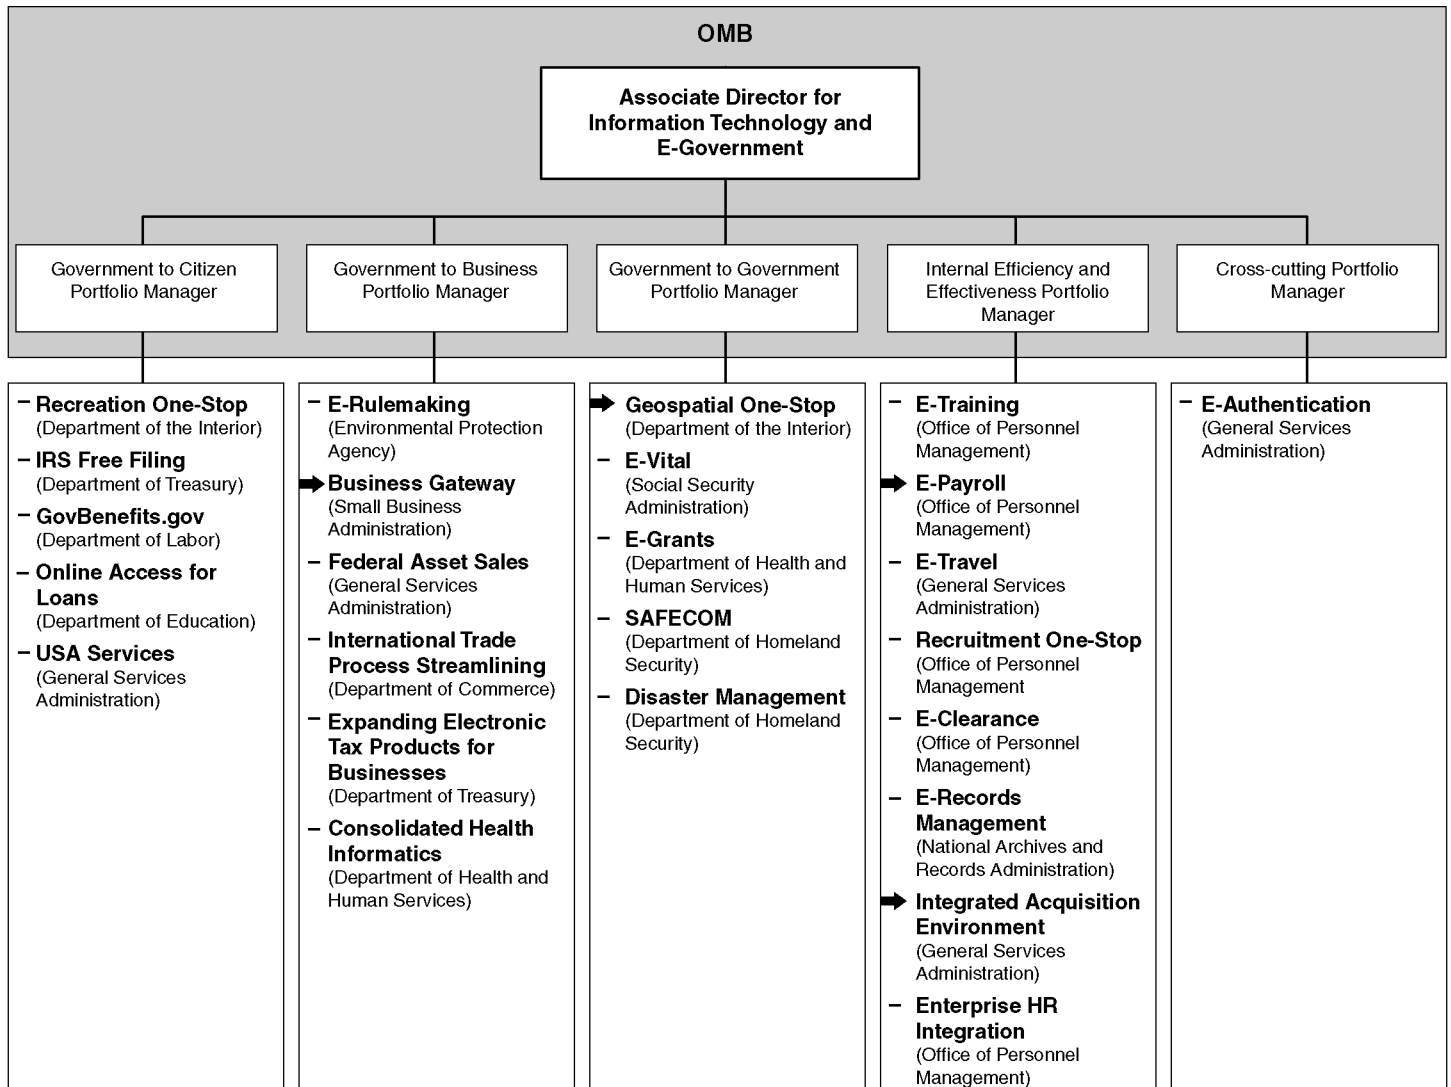 OMB
Associate Director for
Information Technology and
E-Government
Government to Citizen
Portfolio Manager
Government to Business
Portfolio Manager
Government to Government
Portfolio Manager
Internal Efficiency and
Effectiveness Portfolio
Manager
Cross-cutting Portfolio
Manager
– Recreation One-Stop
(Department of the Interior)
– IRS Free Filing
(Department of Treasury)
– GovBenefits.gov
(Department of Labor)
– Online Access for
Loans
(Department of Education)
– USA Services
(General Services
Administration)
– E-Rulemaking
(Environmental Protection
Agency)
Business Gateway
(Small Business
Administration)
– Federal Asset Sales
(General Services
Administration)
– International Trade
Process Streamlining
(Department of Commerce)
– Expanding Electronic
Tax Products for
Businesses
(Department of Treasury)
– Consolidated Health
Informatics
(Department of Health and
Human Services)
Geospatial One-Stop
(Department of the Interior)
– E-Vital
(Social Security
Administration)
– E-Grants
(Department of Health and
Human Services)
– SAFECOM
(Department of Homeland
Security)
– Disaster Management
(Department of Homeland
Security)
– E-Training
(Office of Personnel
Management)
E-Payroll
(Office of Personnel
Management)
– E-Travel
(General Services
Administration)
– Recruitment One-Stop
(Office of Personnel
Management
– E-Clearance
(Office of Personnel
Management)
– E-Records
Management
(National Archives and
Records Administration)
Integrated Acquisition
Environment
(General Services
Administration)
– Enterprise HR
Integration
(Office of Personnel
Management)
– E-Authentication
(General Services
Administration)